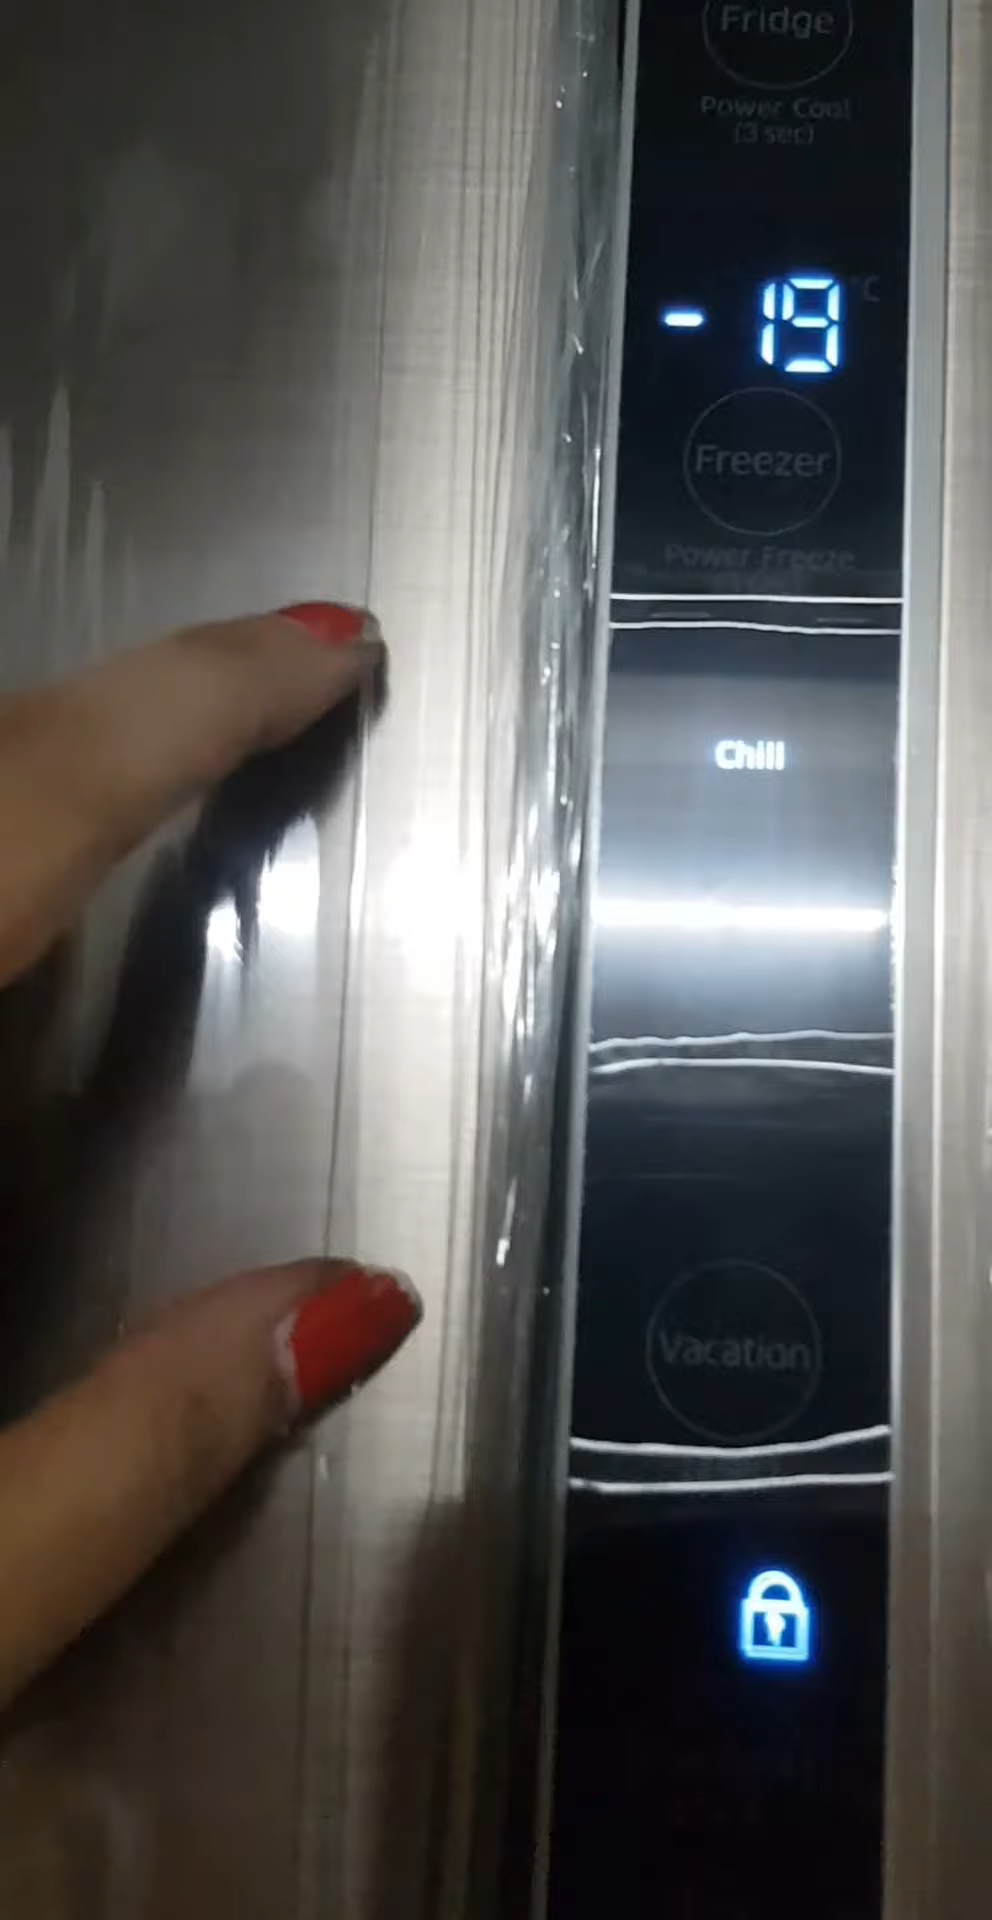 Fridge
Power Cool
(3 sec)
-19 °C
Freezer
Power Freeze
Chill
Vacation